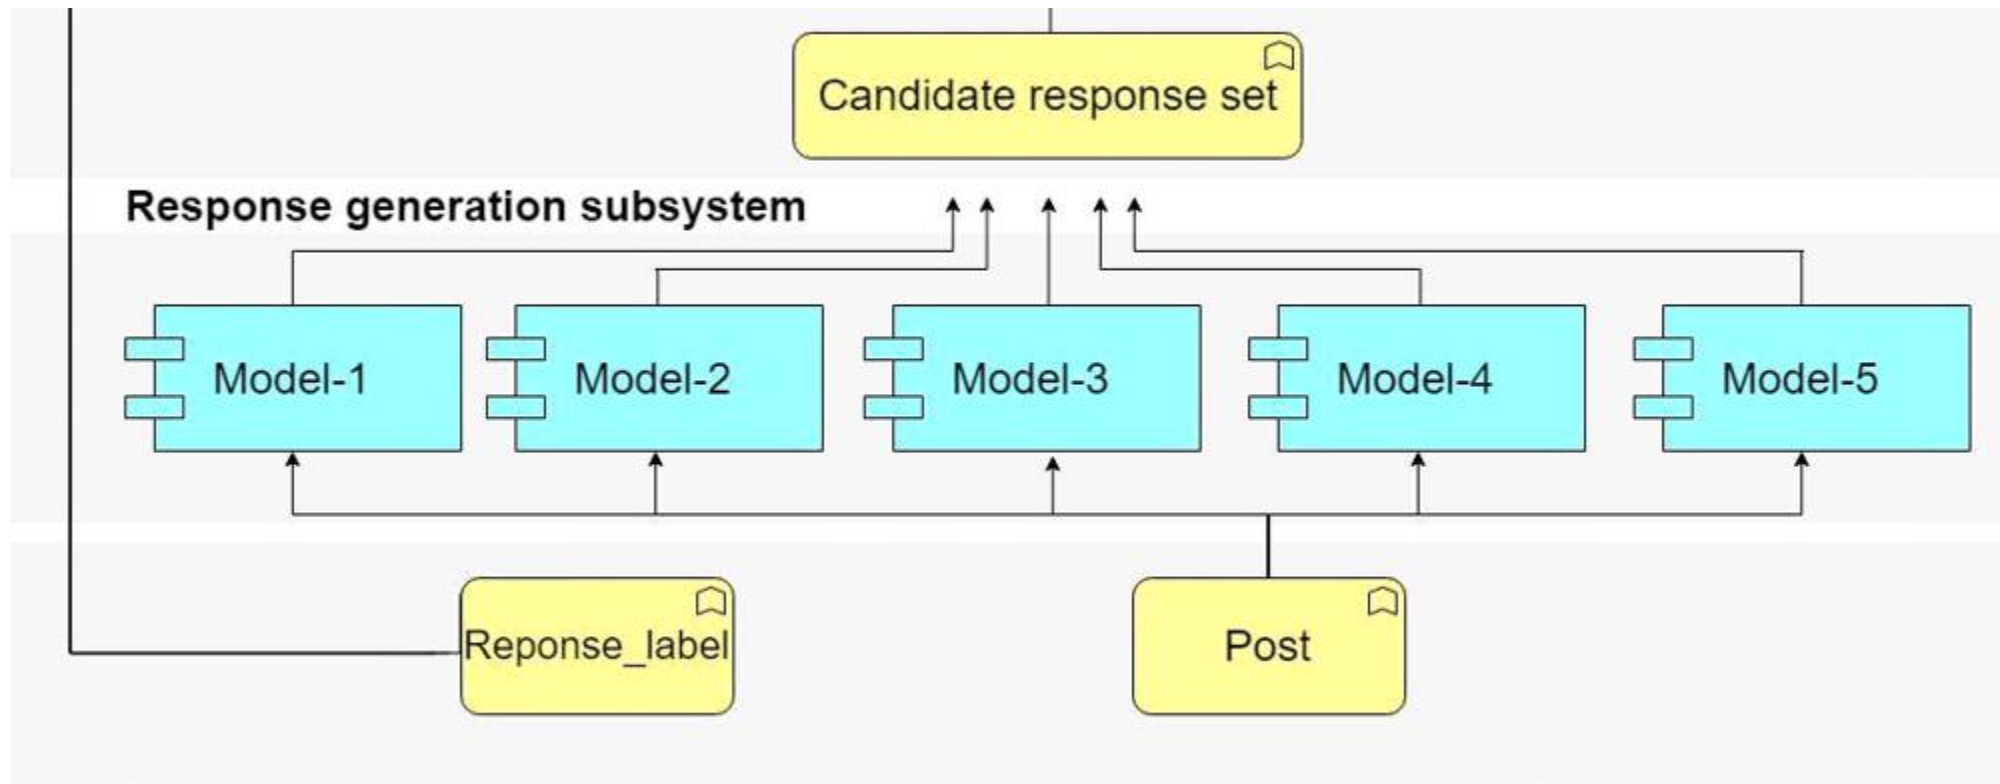 Candidate response set
Response generation subsystem
Model-1
Model-2
Model-3
Model-4
Model-5
Reponse_label
Post